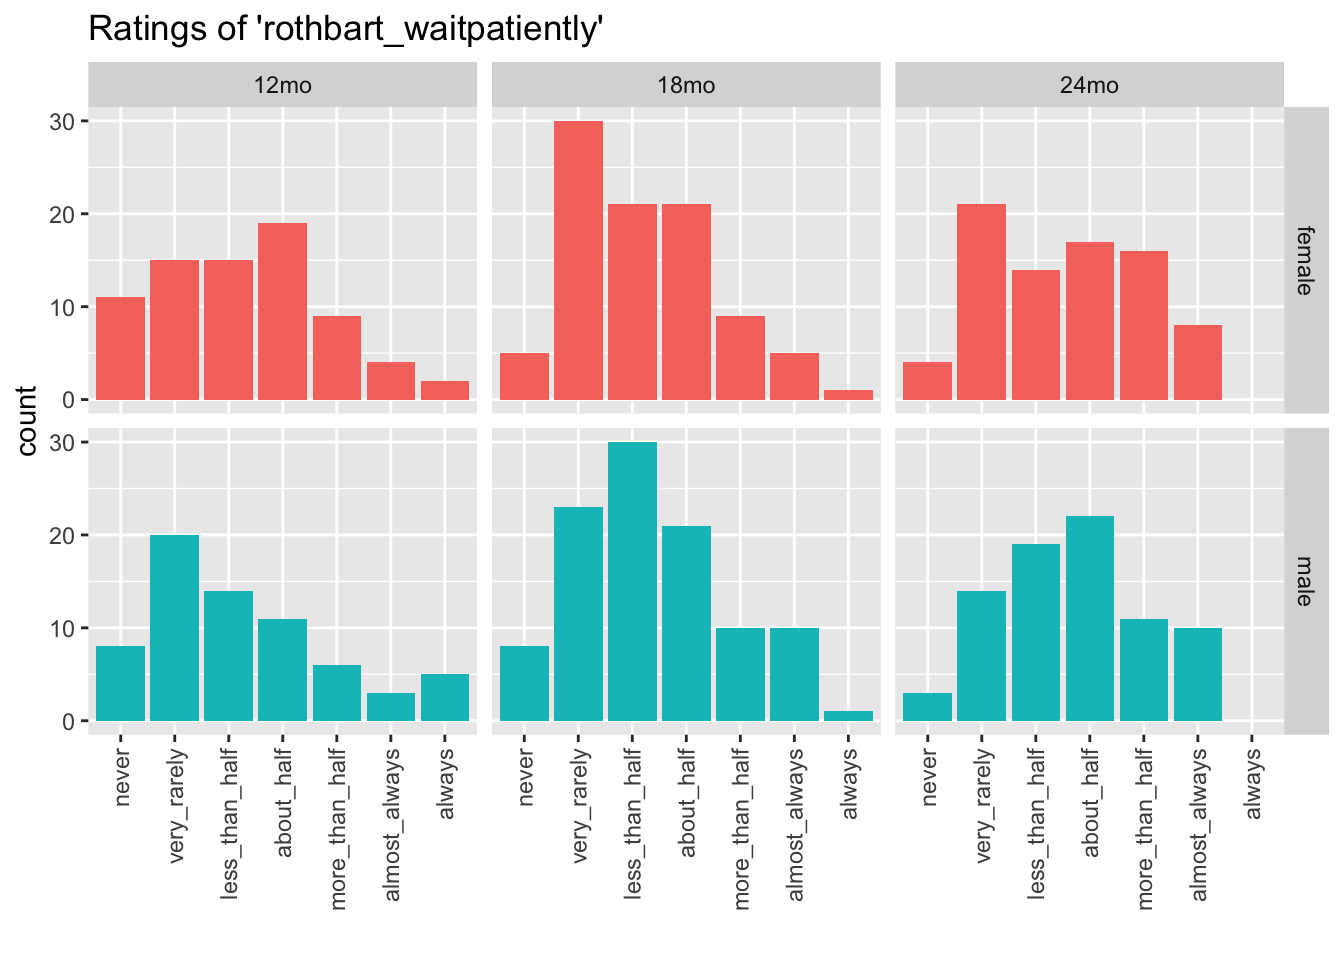 Ratings of 'rothbart_waitpatiently'
12mo 18mo 24mo
30
20
10
0
female
count
30
20
10
0
male
never very_rarely less_than_half about_half more_than_half almost_always always
never very_rarely less_than_half about_half more_than_half almost_always always
never very_rarely less_than_half about_half more_than_half almost_always always